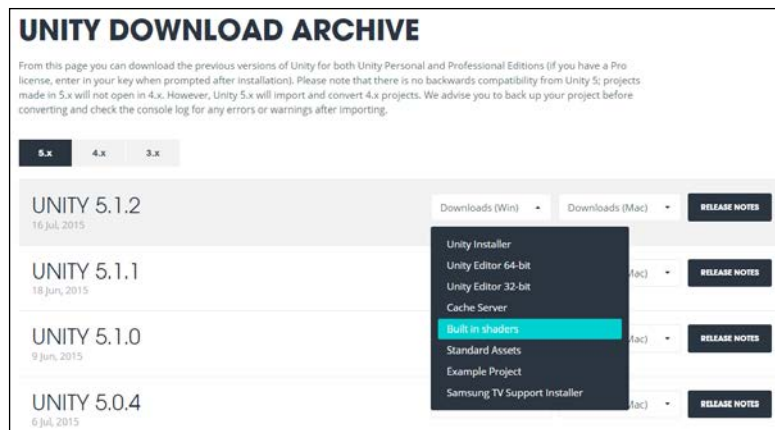 UNITY DOWNLOAD ARCHIVE
From this page you can download the previous versions of Unity for both Unity Personal and Professional Editions (if you have a Pro
license, enter in your key when prompted after installation). Please note that there is no backwards compatibility from Unity 5; projects
made in 5.x will not open in 4.x. However, Unity 5.x will import and convert 4.x projects. We advise you to back up your project before
converting and check the console log for any errors or warnings after importing.
5.x 4.x 3.x
UNITY 5.1.2 Downloads (Win) Downloads (Mac) RELEASE NOTES
16 Jul, 2015
Unity Installer
Unity Editor 64-bit
UNITY 5.1.1 Mac) RELEASE NOTES
18 Jun, 2015
Unity Editor 32-bit
Cache Server
Built in shaders
UNITY 5.1.0 Mac) RELEASE NOTES
9 Jun, 2015
Standard Assets
Example Project
Samsung TV Support Installer
UNITY 5.0.4 Mac) RELEASE NOTES
6 Jul, 2015